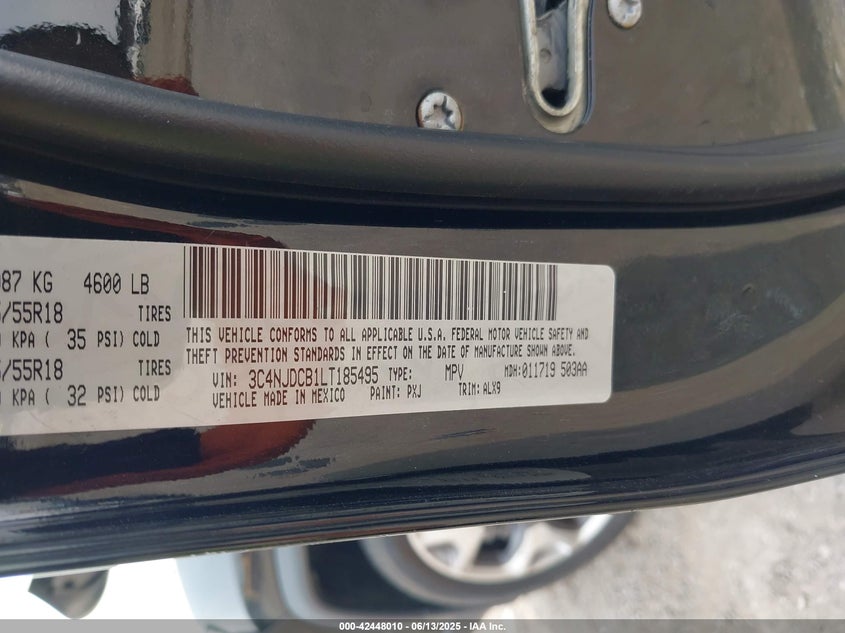 087 KG 4600 LB
/55R18 TIRES
KPA ( 35 PSI) COLD
/55R18 TIRES
KPA ( 32 PSI) COLD
THIS VEHICLE CONFORMS TO ALL APPLICABLE U.S.A. FEDERAL MOTOR VEHICLE SAFETY AND
THEFT PREVENTION STANDARDS IN EFFECT ON THE DATE OF MANUFACTURE SHOWN ABOVE.
VIN: 3C4NJDCB1LT185495 TYPE: MPV MDH:011719 503AA
VEHICLE MADE IN MEXICO PAINT: PXJ TRIM: ALX9
000-42448010 - 06/13/2025 - IAA Inc.